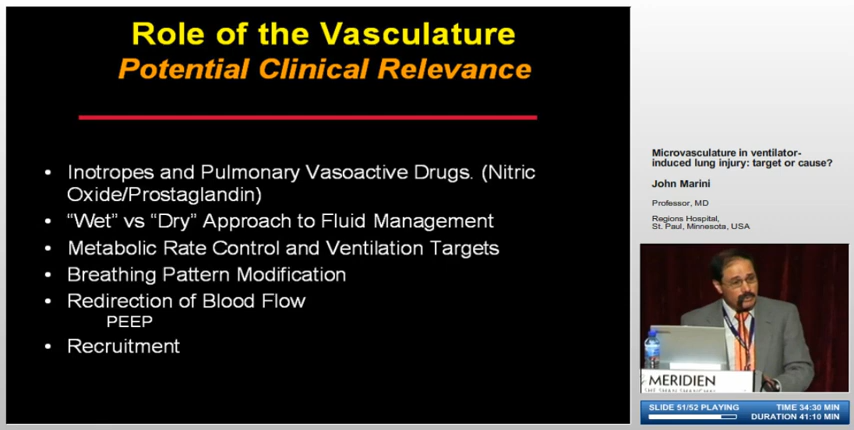 Role of the Vasculature
Potential Clinical Relevance
• Inotropes and Pulmonary Vasoactive Drugs. (Nitric
Oxide/Prostaglandin)
• “Wet” vs “Dry” Approach to Fluid Management
• Metabolic Rate Control and Ventilation Targets
• Breathing Pattern Modification
• Redirection of Blood Flow
PEEP
• Recruitment
Microvasculature in ventilator-
induced lung injury: target or cause?
John Marini
Professor, MD
Regions Hospital,
St. Paul, Minnesota, USA
MERIDIEN
SLIDE 51/52 PLAYING
TIME 34:30 MIN
DURATION 41:10 MIN